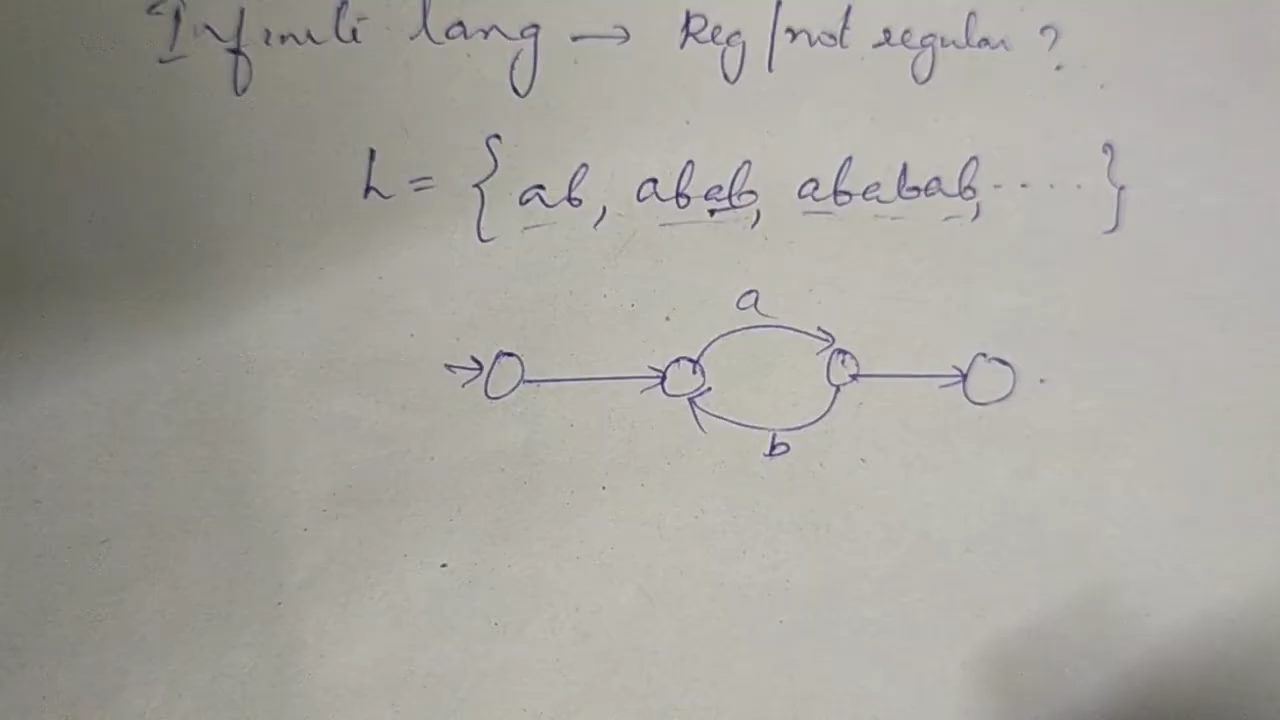 Infinite lang → Reg / not regular ?
L = { ab, abab, ababab, ..... }
a
b